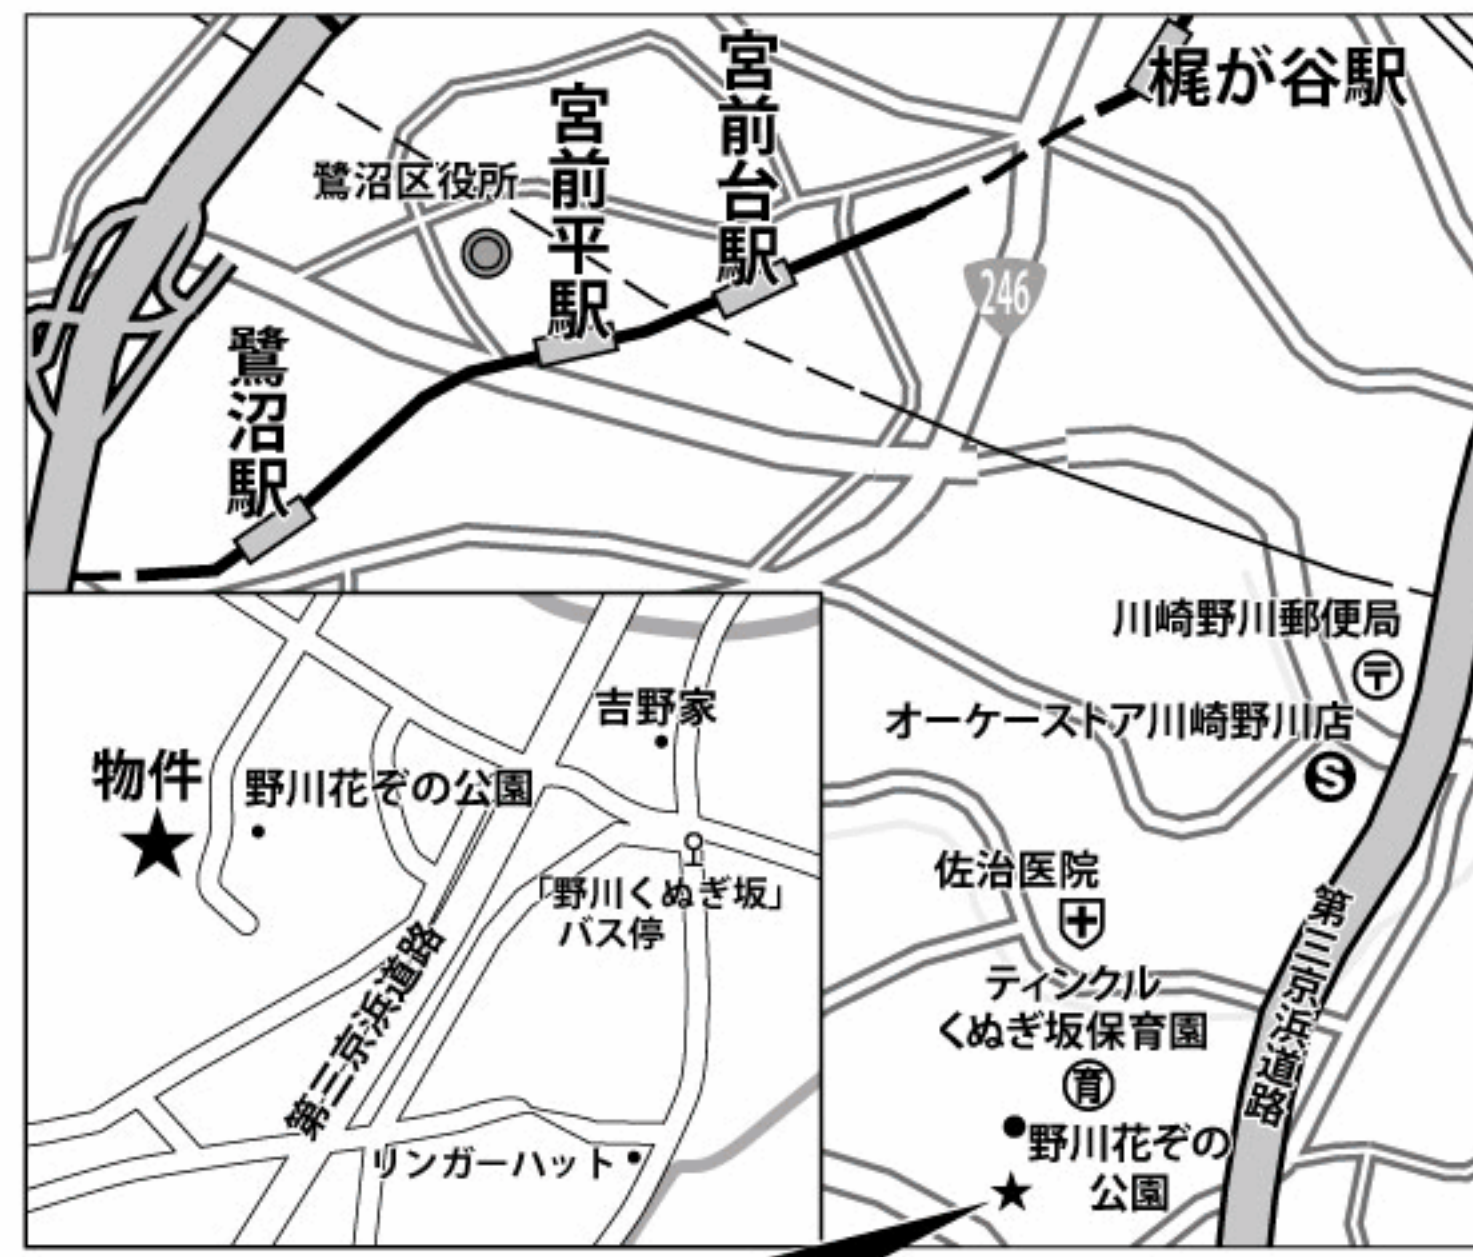 梶が谷駅
宮前台駅
宮前平駅
鷺沼区役所
246
鷺沼駅
川崎野川郵便局
〒
オーケーストア川崎野川店
S
佐治医院
ティンクル
くぬぎ坂保育園
育
野川花ぞの
公園
第三京浜道路
吉野家
物件
野川花ぞの公園
「野川くぬぎ坂」
バス停
第三京浜道路
リンガーハット